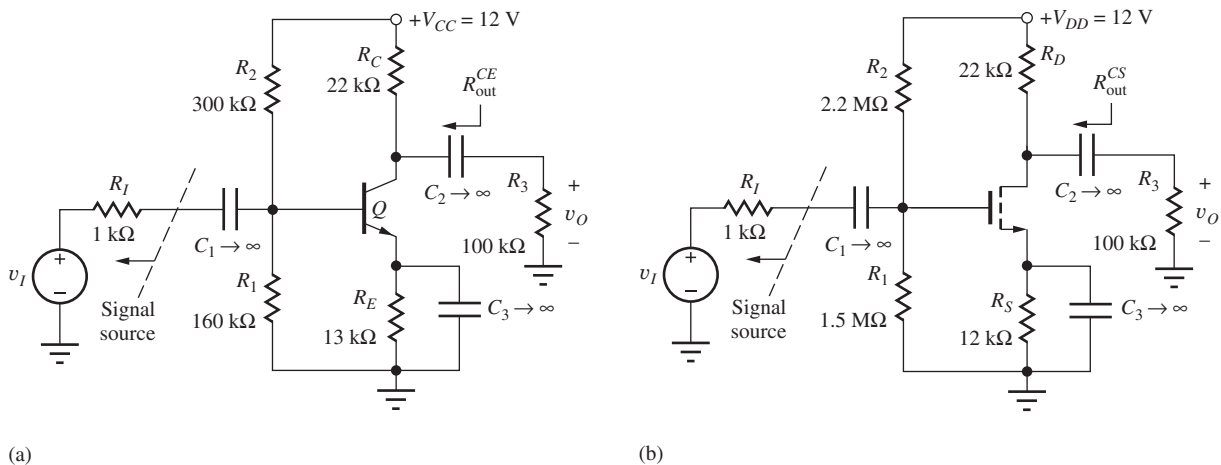 +V_CC = 12 V
R_C
22 kΩ
R_2
300 kΩ
R_out^CE
C_2 → ∞
R_3
100 kΩ
+
v_O
−
Q
R_I
1 kΩ
C_1 → ∞
v_I
+
−
Signal
source
R_1
160 kΩ
R_E
13 kΩ
C_3 → ∞
(a)
+V_DD = 12 V
R_D
22 kΩ
R_2
2.2 MΩ
R_out^CS
C_2 → ∞
R_3
100 kΩ
+
v_O
−
R_I
1 kΩ
C_1 → ∞
v_I
+
−
Signal
source
R_1
1.5 MΩ
R_S
12 kΩ
C_3 → ∞
(b)